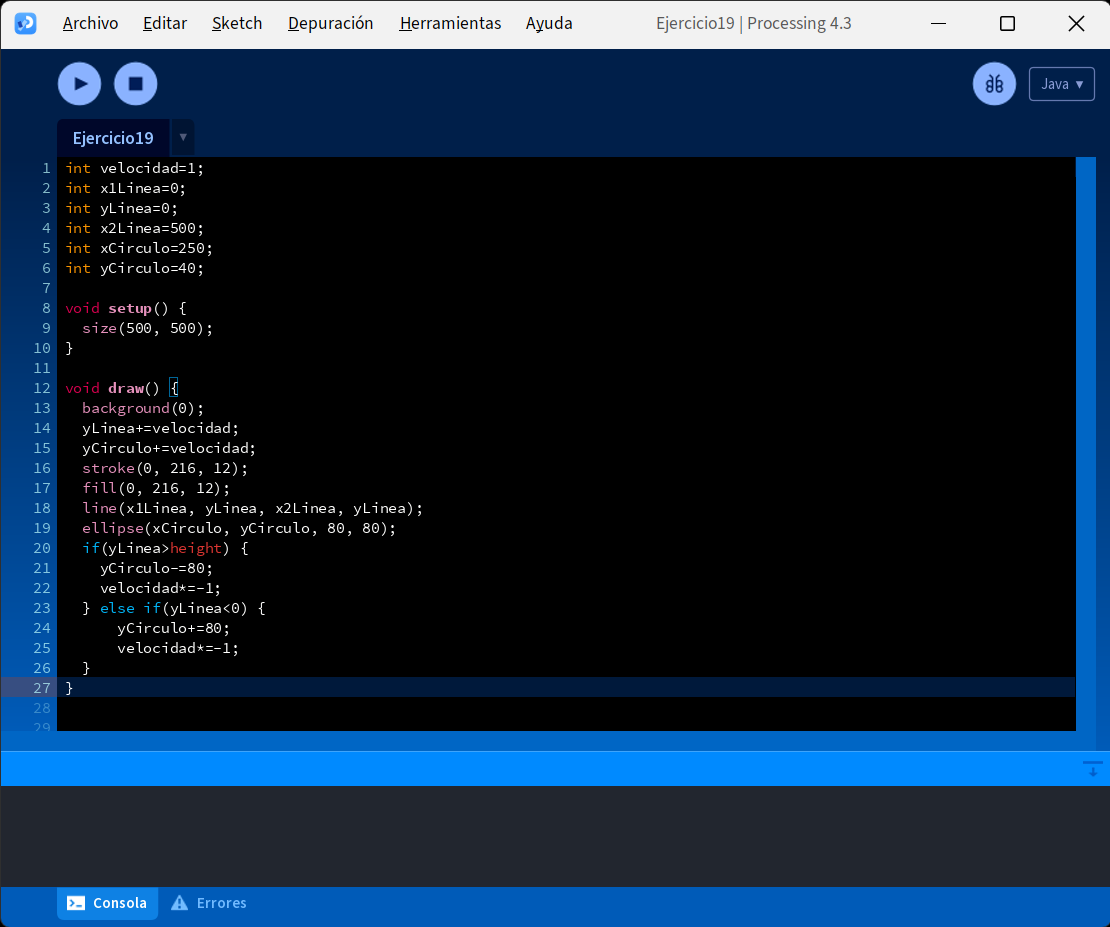 Archivo Editar Sketch Depuración Herramientas Ayuda Ejercicio19 | Processing 4.3
Java ▾
Ejercicio19 ▾
1 int velocidad=1;
2 int x1Linea=0;
3 int yLinea=0;
4 int x2Linea=500;
5 int xCirculo=250;
6 int yCirculo=40;
7
8 void setup() {
9   size(500, 500);
10 }
11
12 void draw() {
13   background(0);
14   yLinea+=velocidad;
15   yCirculo+=velocidad;
16   stroke(0, 216, 12);
17   fill(0, 216, 12);
18   line(x1Linea, yLinea, x2Linea, yLinea);
19   ellipse(xCirculo, yCirculo, 80, 80);
20   if(yLinea>height) {
21     yCirculo-=80;
22     velocidad*=-1;
23   } else if(yLinea<0) {
24       yCirculo+=80;
25       velocidad*=-1;
26   }
27 }
28
29
Consola Errores